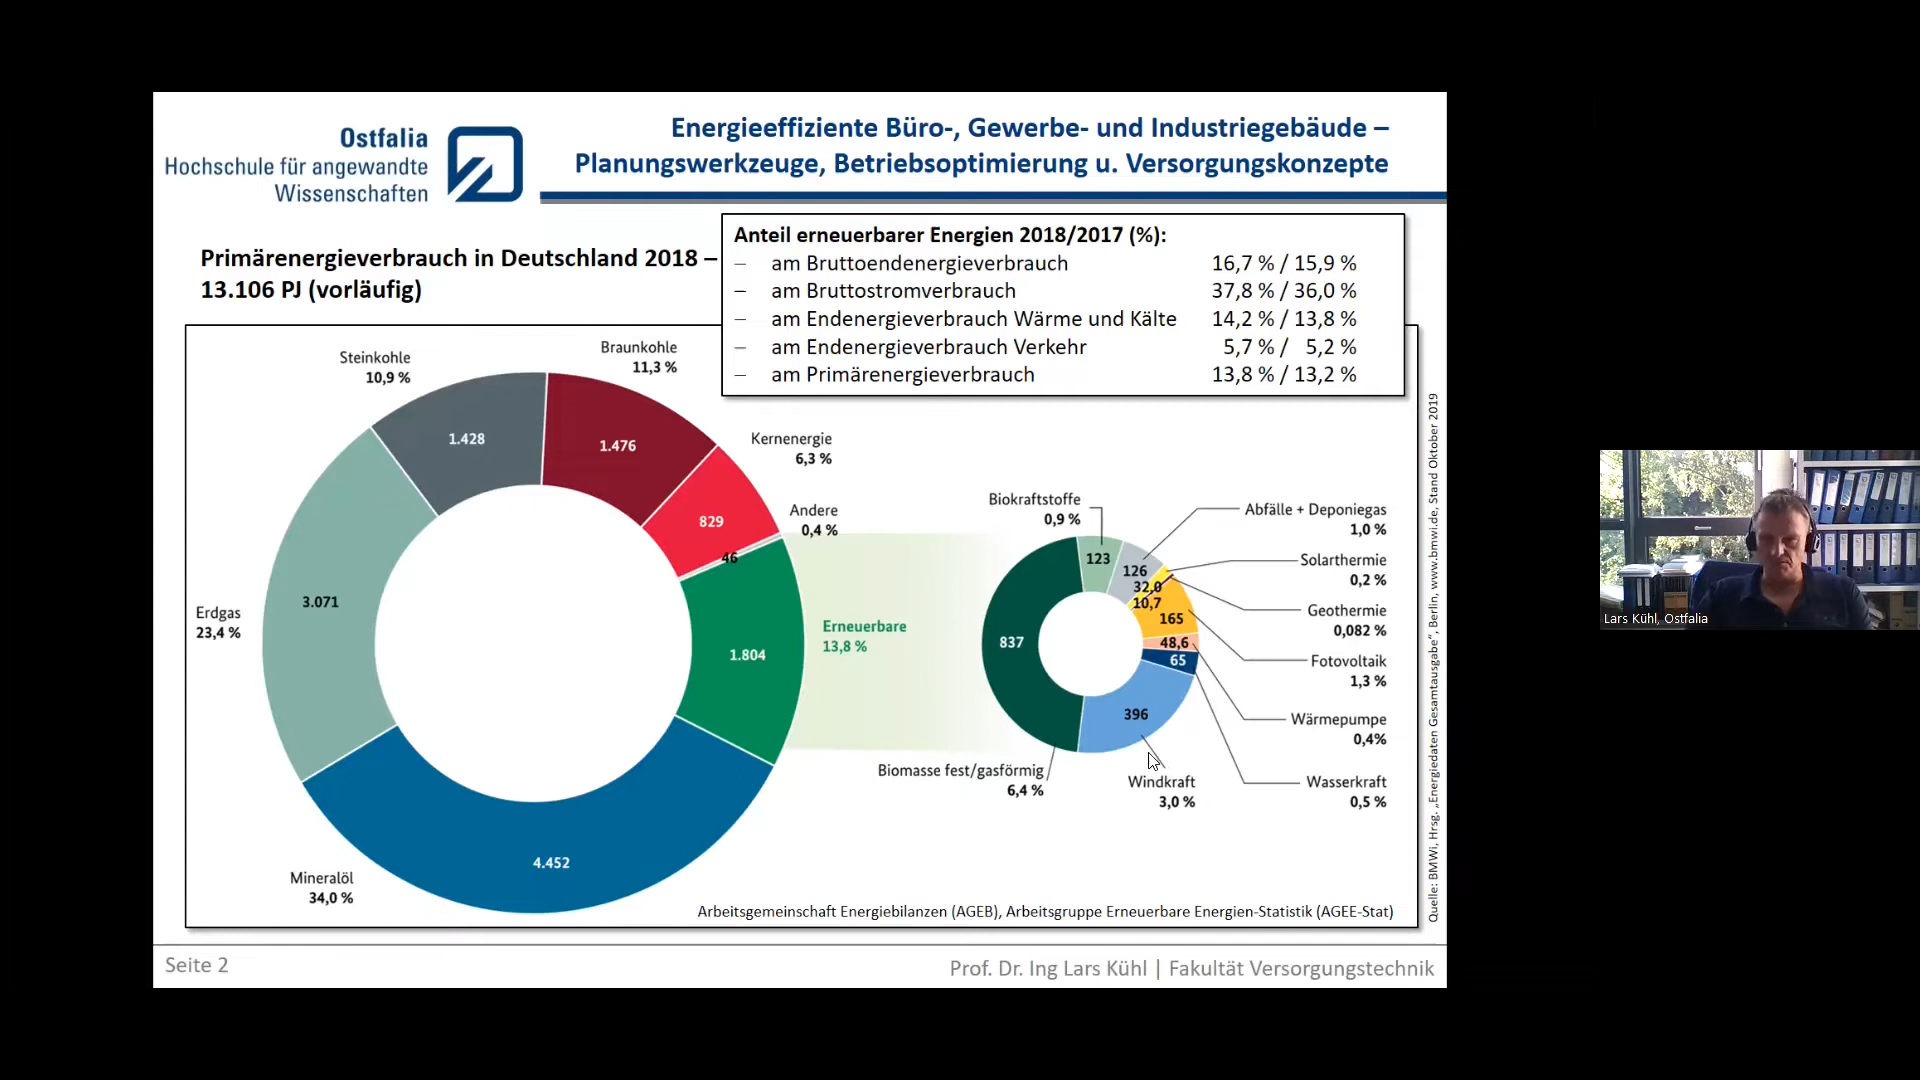 Ostfalia
Hochschule für angewandte
Wissenschaften
Energieeffiziente Büro-, Gewerbe- und Industriegebäude –
Planungswerkzeuge, Betriebsoptimierung u. Versorgungskonzepte
Primärenergieverbrauch in Deutschland 2018 –
13.106 PJ (vorläufig)
Anteil erneuerbarer Energien 2018/2017 (%):
– am Bruttoendenergieverbrauch 16,7 % / 15,9 %
– am Bruttostromverbrauch 37,8 % / 36,0 %
– am Endenergieverbrauch Wärme und Kälte 14,2 % / 13,8 %
– am Endenergieverbrauch Verkehr 5,7 % / 5,2 %
– am Primärenergieverbrauch 13,8 % / 13,2 %
Steinkohle
10,9 %
Braunkohle
11,3 %
Kernenergie
6,3 %
Andere
0,4 %
Erneuerbare
13,8 %
Erdgas
23,4 %
Mineralöl
34,0 %
1.428
1.476
829
46
1.804
3.071
4.452
Biokraftstoffe
0,9 %
Abfälle + Deponiegas
1,0 %
Solarthermie
0,2 %
Geothermie
0,082 %
Fotovoltaik
1,3 %
Wärmepumpe
0,4%
Wasserkraft
0,5 %
Windkraft
3,0 %
Biomasse fest/gasförmig
6,4 %
123
126
32,0
10,7
165
48,6
65
396
837
Arbeitsgemeinschaft Energiebilanzen (AGEB), Arbeitsgruppe Erneuerbare Energien-Statistik (AGEE-Stat)
Quelle: BMWi, Hrsg. „Energiedaten Gesamtausgabe“, Berlin, www.bmwi.de, Stand Oktober 2019
Seite 2
Prof. Dr. Ing Lars Kühl | Fakultät Versorgungstechnik
Lars Kühl, Ostfalia